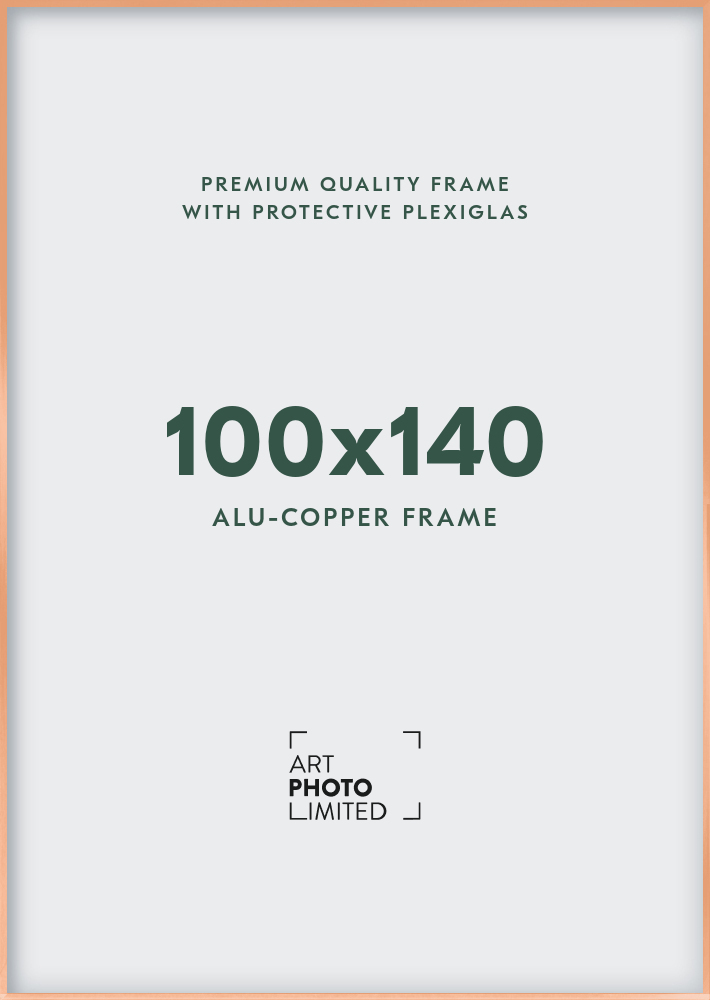 PREMIUM QUALITY FRAME
WITH PROTECTIVE PLEXIGLAS
100x140
ALU-COPPER FRAME
ART
PHOTO
LIMITED